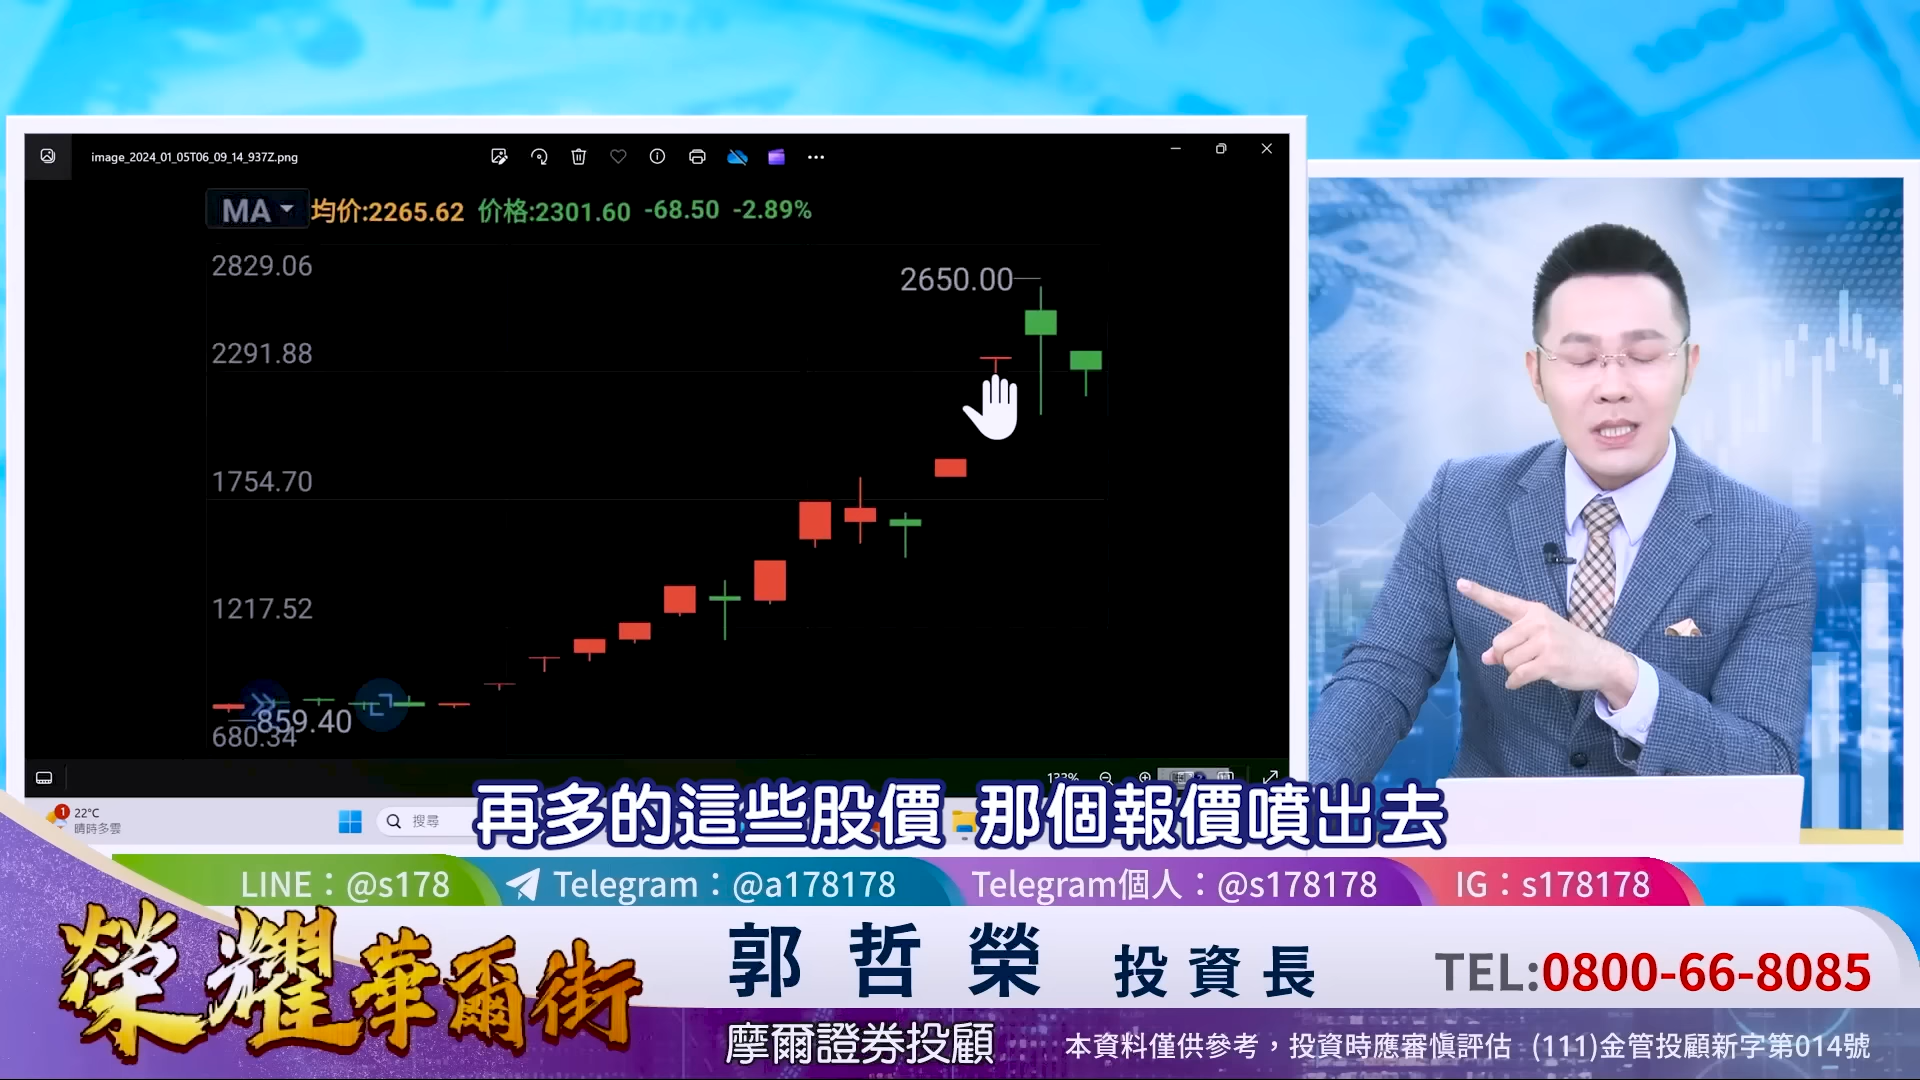 image_2024_01_05T06_09_14_937Z.png
MA 均价:2265.62 价格:2301.60 -68.50 -2.89%
2829.06
2650.00
2291.88
1754.70
1217.52
859.40
680.34
1
22°C
晴時多雲
搜尋
再多的這些股價 那個報價噴出去
LINE：@s178 Telegram：@a178178 Telegram個人：@s178178 IG：s178178
榮耀華爾街
郭哲榮 投資長 TEL:0800-66-8085
摩爾證券投顧 本資料僅供參考，投資時應審慎評估 (111)金管投顧新字第014號